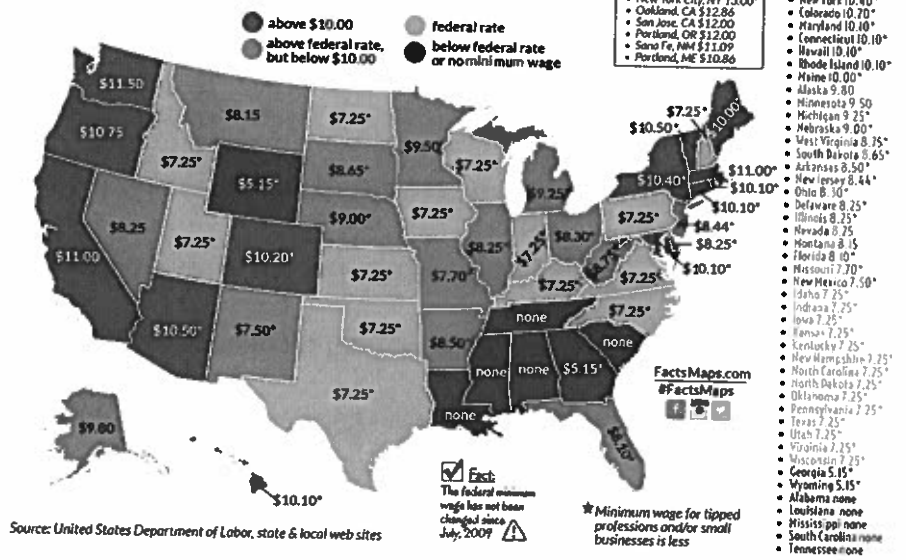 above $10.00
above federal rate,
but below $10.00
federal rate
below federal rate
or no minimum wage
• Oakland, CA $12.86
• San Jose, CA $12.00
• Portland, OR $12.00
• Santa Fe, NM $11.09
• Portland, ME $10.86
$11.50
$10.75
$11.00
$8.25
$7.25*
$8.15
$5.15*
$7.25*
$10.50*
$10.20*
$7.50*
$7.25*
$8.65*
$9.00*
$7.25*
$7.25*
$7.25*
$9.50
$7.25*
$7.70*
$8.50*
none
$7.25*
$8.25*
$9.25*
$7.25*
$8.30*
$7.25*
none
none
none
$5.15*
none
$8.10*
$7.25*
$7.25*
$8.75*
$7.25*
$10.40*
$10.50*
$7.25*
$10.00*
$11.00*
$10.10*
$10.10*
$8.44*
$8.25*
$10.10*
$9.80
$10.10*
FactsMaps.com
#FactsMaps
Fact:
The federal minimum
wage has not been
changed since
July, 2009
* Minimum wage for tipped
professions and/or small
businesses is less
Source: United States Department of Labor, state & local web sites
• Colorado 10.20*
• Maryland 10.10*
• Connecticut 10.10*
• Hawaii 10.10*
• Rhode Island 10.10*
• Maine 10.00*
• Alaska 9.80
• Minnesota 9.50
• Michigan 9.25*
• Nebraska 9.00*
• West Virginia 8.75*
• South Dakota 8.65*
• Arkansas 8.50*
• New Jersey 8.44*
• Ohio 8.30*
• Delaware 8.25*
• Illinois 8.25*
• Nevada 8.25
• Montana 8.15
• Florida 8.10*
• Missouri 7.70*
• New Mexico 7.50*
• Idaho 7.25*
• Indiana 7.25*
• Iowa 7.25*
• Kansas 7.25*
• Kentucky 7.25*
• New Hampshire 7.25*
• North Carolina 7.25*
• North Dakota 7.25*
• Oklahoma 7.25*
• Pennsylvania 7.25*
• Texas 7.25*
• Utah 7.25*
• Virginia 7.25*
• Wisconsin 7.25*
• Georgia 5.15*
• Wyoming 5.15*
• Alabama none
• Louisiana none
• Mississippi none
• South Carolina none
• Tennessee none